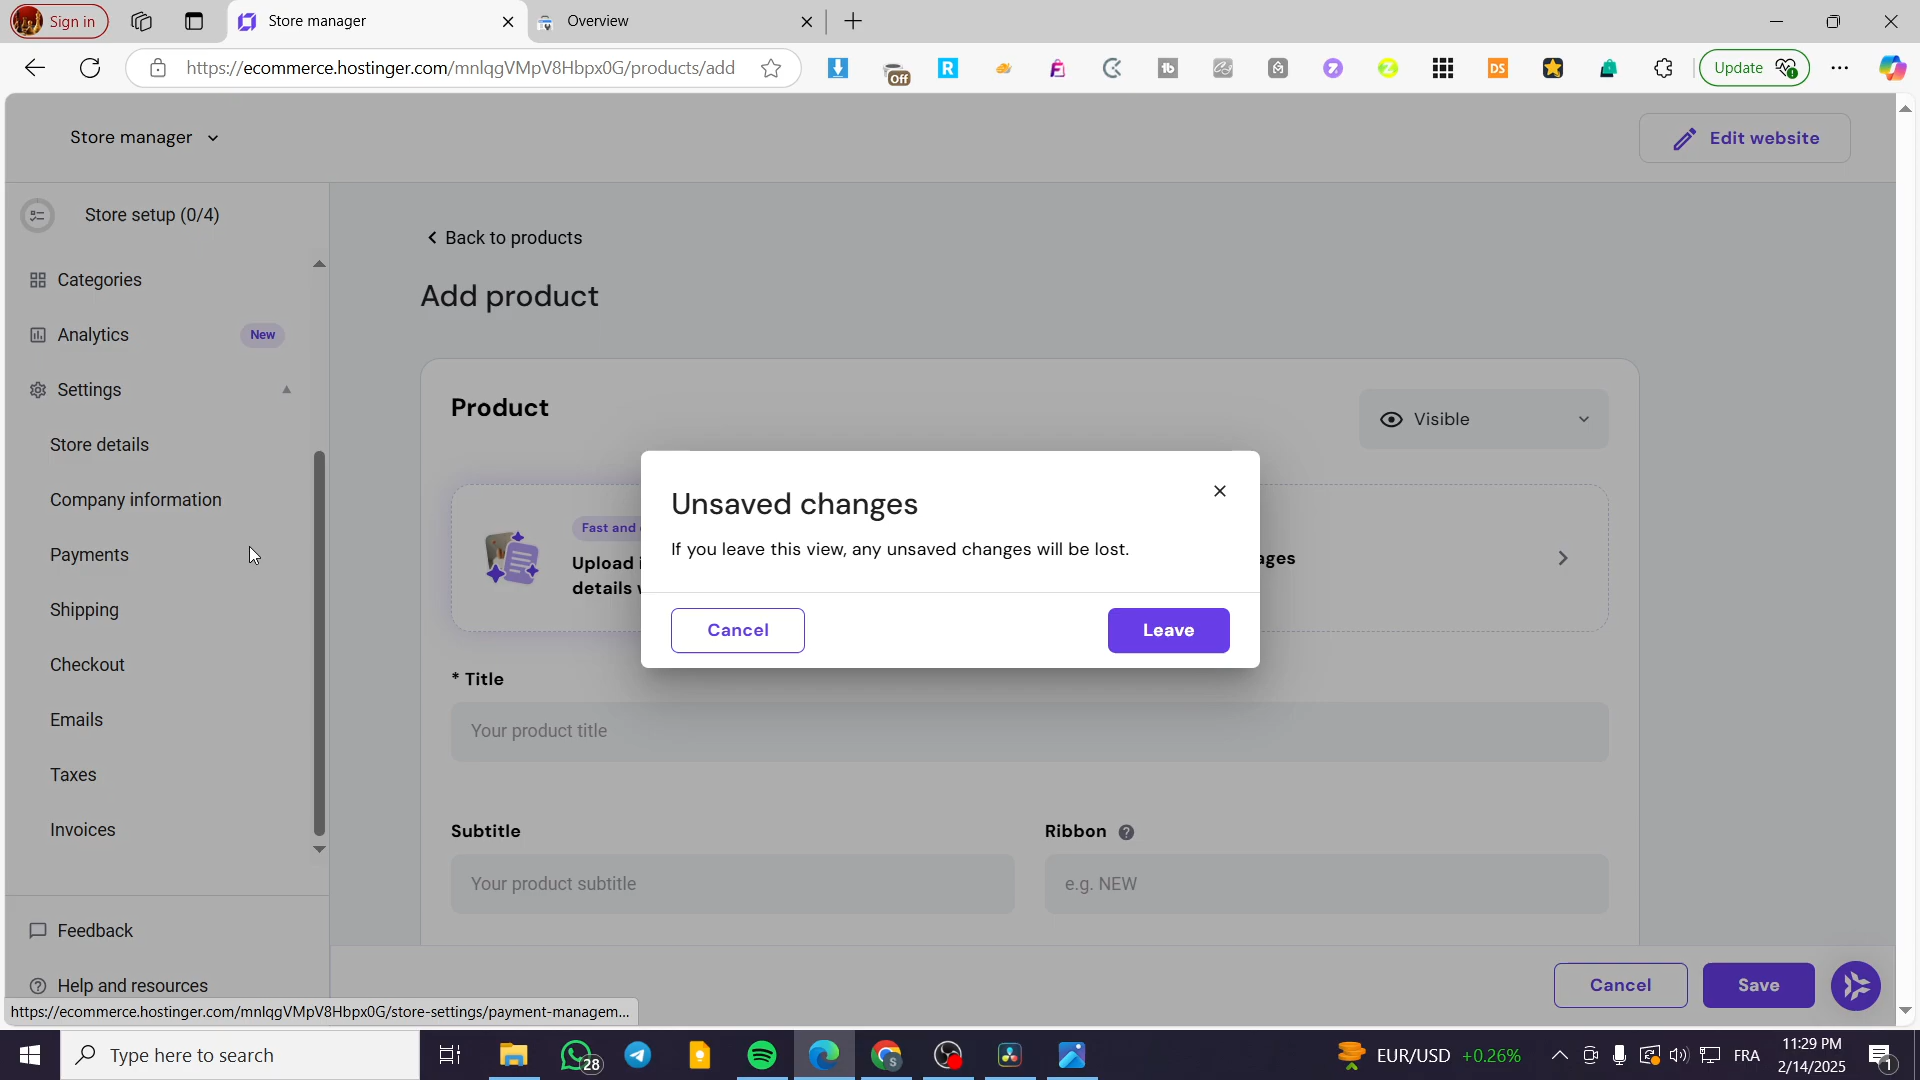 Sign in
Store manager
Overview
https://ecommerce.hostinger.com/mnlqgVMpV8Hbpx0G/products/add
Off
R
tb
DS
Update
Store manager
Edit website
Store setup (0/4)
Back to products
Categories
Add product
Analytics
New
Settings
Product
Visible
Store details
Unsaved changes
Company information
Fast and
If you leave this view, any unsaved changes will be lost.
Payments
Upload
details
ages
Shipping
Cancel
Leave
Checkout
* Title
Emails
Your product title
Taxes
Invoices
Subtitle
Ribbon
Your product subtitle
e.g. NEW
Feedback
Help and resources
Cancel
Save
https://ecommerce.hostinger.com/mnlqgVMpV8Hbpx0G/store-settings/payment-managem...
Type here to search
28
EUR/USD +0.26%
FRA
11:29 PM
2/14/2025
1